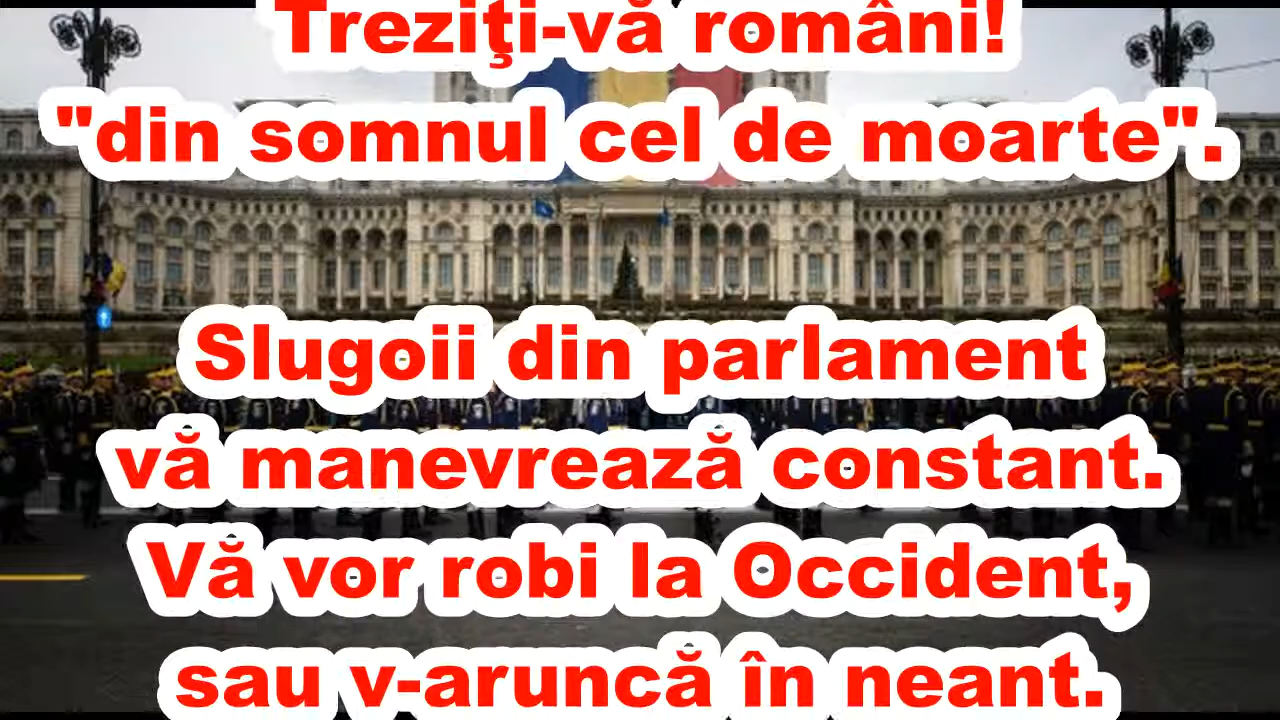 Treziţi-vă români!
"din somnul cel de moarte".
Slugoii din parlament
vă manevrează constant.
Vă vor robi la Occident,
sau v-aruncă în neant.